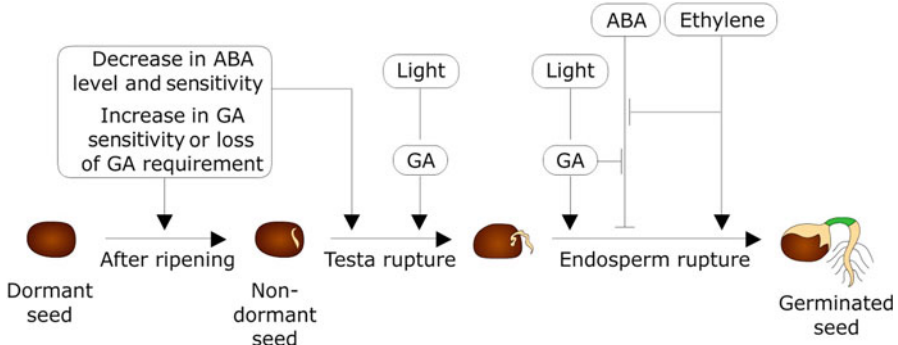 ABA
Ethylene
Decrease in ABA
level and sensitivity
Increase in GA
sensitivity or loss
of GA requirement
Light
Light
GA
GA
After ripening
Testa rupture
Endosperm rupture
Dormant
seed
Non-
dormant
seed
Germinated
seed